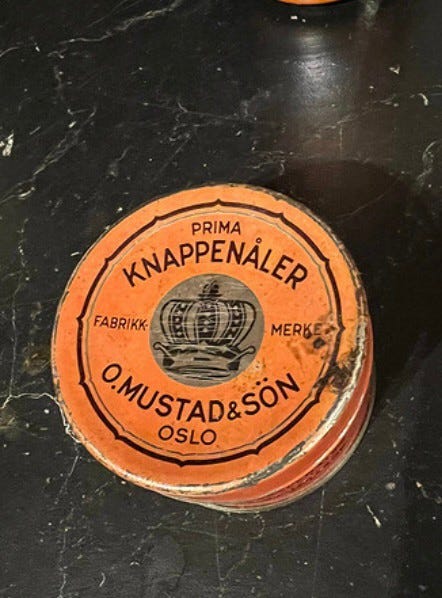 PRIMA
KNAPPENÅLER
FABRIKK- MERKE
O. MUSTAD & SÖN
OSLO